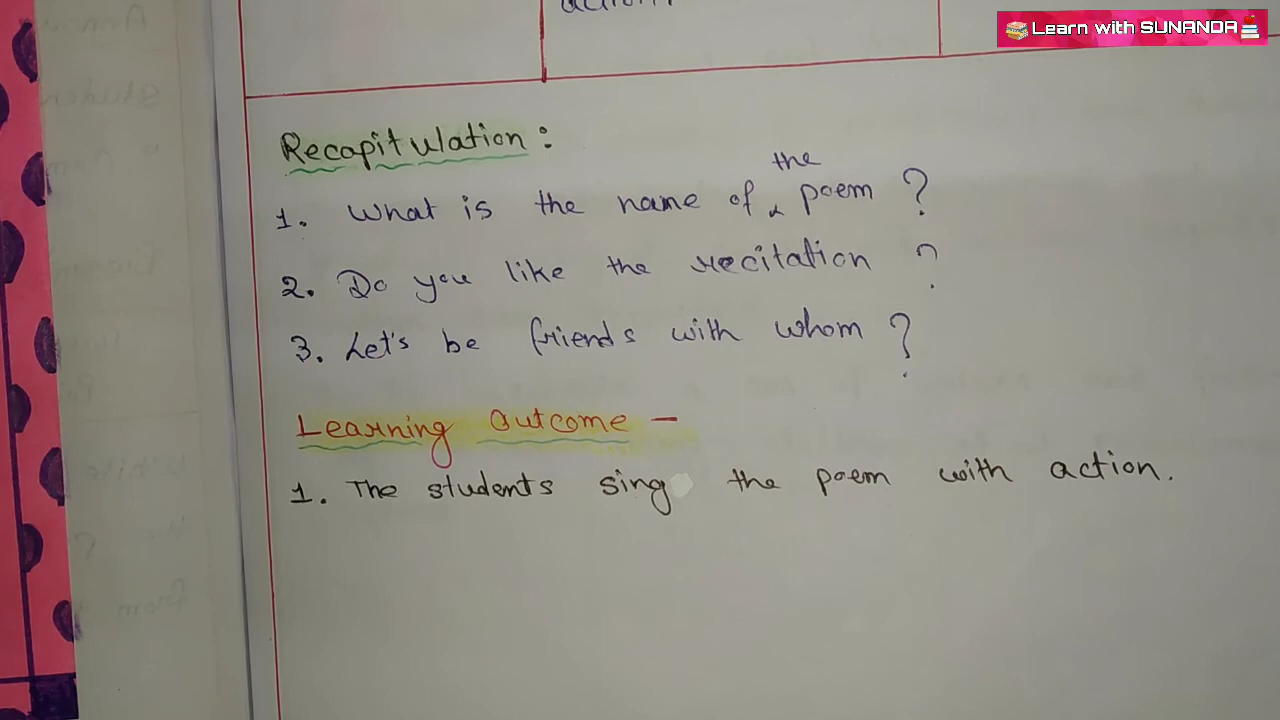 Learn with SUNANDA
Recapitulation:
1. What is the name of the poem?
2. Do you like the recitation?
3. Let's be friends with whom?
Learning Outcome -
1. The students sing the poem with action.